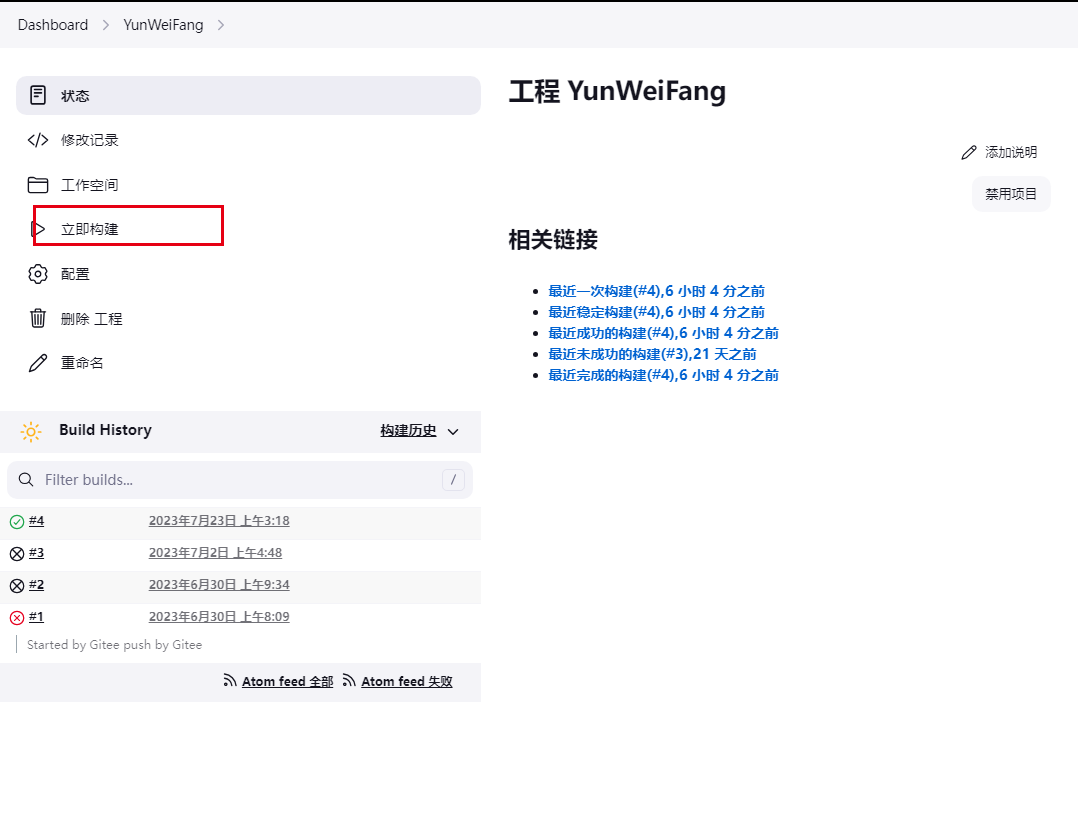 Dashboard YunWeiFang
状态
修改记录
工作空间
立即构建
配置
删除 工程
重命名
Build History 构建历史
Filter builds... /
#4 2023年7月23日 上午3:18
#3 2023年7月2日 上午4:48
#2 2023年6月30日 上午9:34
#1 2023年6月30日 上午8:09
Started by Gitee push by Gitee
Atom feed 全部 Atom feed 失败
工程 YunWeiFang
添加说明
禁用项目
相关链接
最近一次构建(#4),6 小时 4 分之前
最近稳定构建(#4),6 小时 4 分之前
最近成功的构建(#4),6 小时 4 分之前
最近未成功的构建(#3),21 天之前
最近完成的构建(#4),6 小时 4 分之前